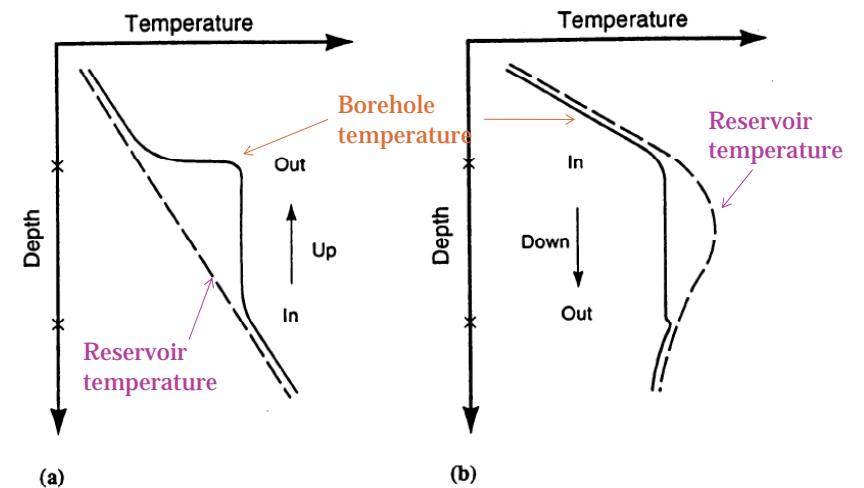 Temperature
Borehole
temperature
Out
Up
In
Depth
Reservoir
temperature
(a)
Temperature
Reservoir
temperature
In
Down
Out
Depth
(b)